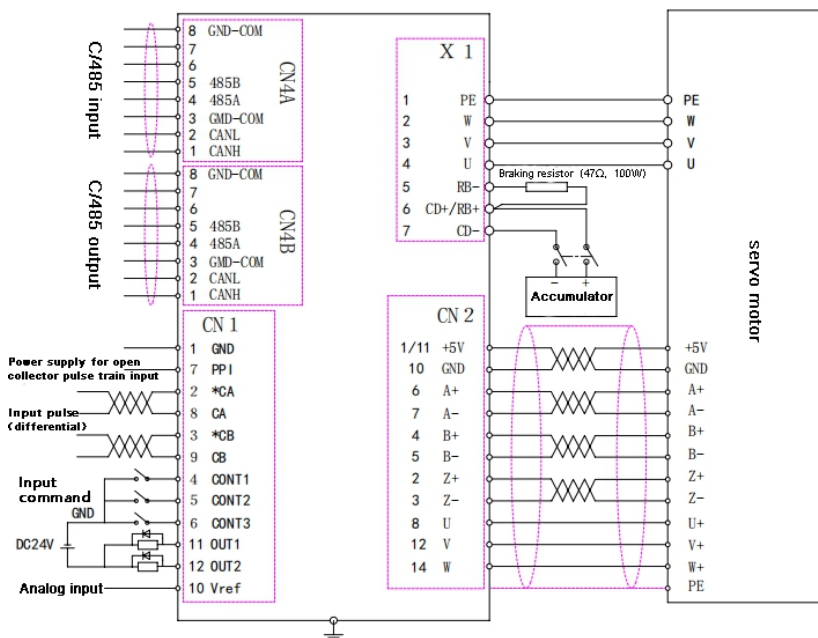 C/485 input
8 GND-COM
7
6
5 485B
4 485A
3 GMD-COM
2 CANL
1 CANH
CN4A
C/485 output
8 GND-COM
7
6
5 485B
4 485A
3 GMD-COM
2 CANL
1 CANH
CN4B
CN 1
1 GND
Power supply for open
collector pulse train input
7 PPI
2 *CA
Input pulse
(differential)
8 CA
3 *CB
9 CB
Input
command
4 CONT1
5 CONT2
GND
6 CONT3
DC24V
11 OUT1
12 OUT2
Analog input
10 Vref
X 1
1 PE
2 W
3 V
4 U
5 RB-
6 CD+/RB+
7 CD-
Braking resistor (47Ω, 100W)
- +
Accumulator
CN 2
1/11 +5V
10 GND
6 A+
7 A-
4 B+
5 B-
2 Z+
3 Z-
8 U
12 V
14 W
PE
W
V
U
servo motor
+5V
GND
A+
A-
B+
B-
Z+
Z-
U+
V+
W+
PE